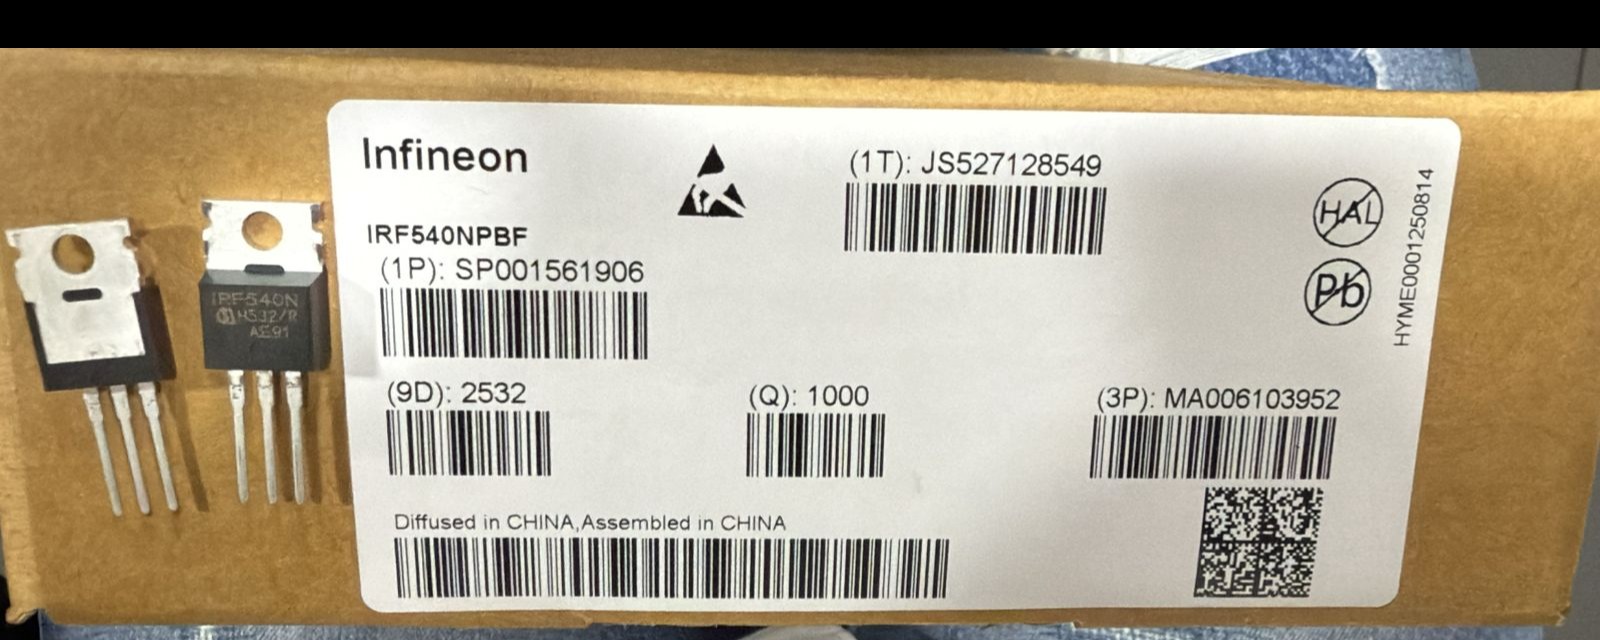 Infineon
(1T): JS527128549
IRF540NPBF
(1P): SP001561906
HAL
Pb
HYME0001250814
(9D): 2532
(Q): 1000
(3P): MA006103952
Diffused in CHINA,Assembled in CHINA
IRF540N
AE91